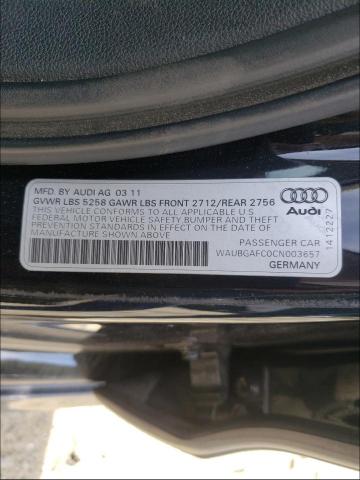 MFD. BY AUDI AG 03 11
GVWR LBS 5258 GAWR LBS FRONT 2712/REAR 2756
THIS VEHICLE CONFORMS TO ALL APPLICABLE U.S.
FEDERAL MOTOR VEHICLE SAFETY, BUMPER AND THEFT
PREVENTION STANDARDS IN EFFECT ON THE DATE OF
MANUFACTURE SHOWN ABOVE
Audi
1412227
PASSENGER CAR
WAUBGAFC0CN003657
GERMANY